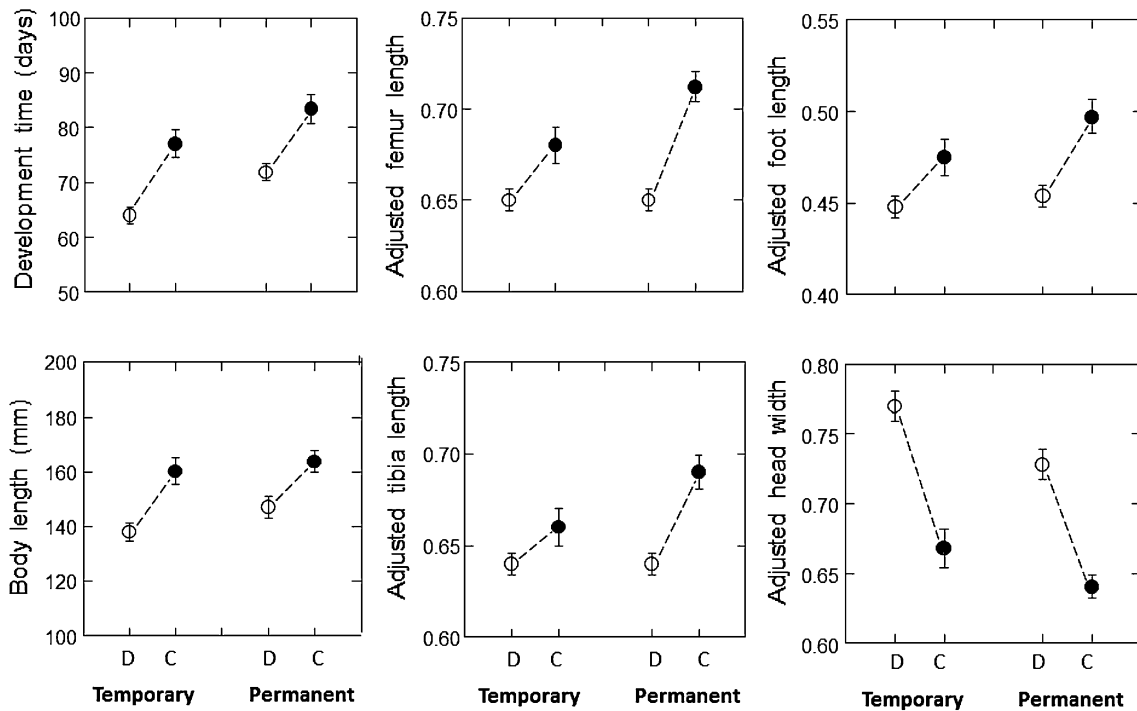 Development time (days)
100
90
80
70
60
50
Adjusted femur length
0.75
0.70
0.65
0.60
Adjusted foot length
0.55
0.50
0.45
0.40
Body length (mm)
200
180
160
140
120
100
D C D C
Temporary Permanent
Adjusted tibia length
0.75
0.70
0.65
0.60
D C D C
Temporary Permanent
Adjusted head width
0.80
0.75
0.70
0.65
0.60
D C D C
Temporary Permanent